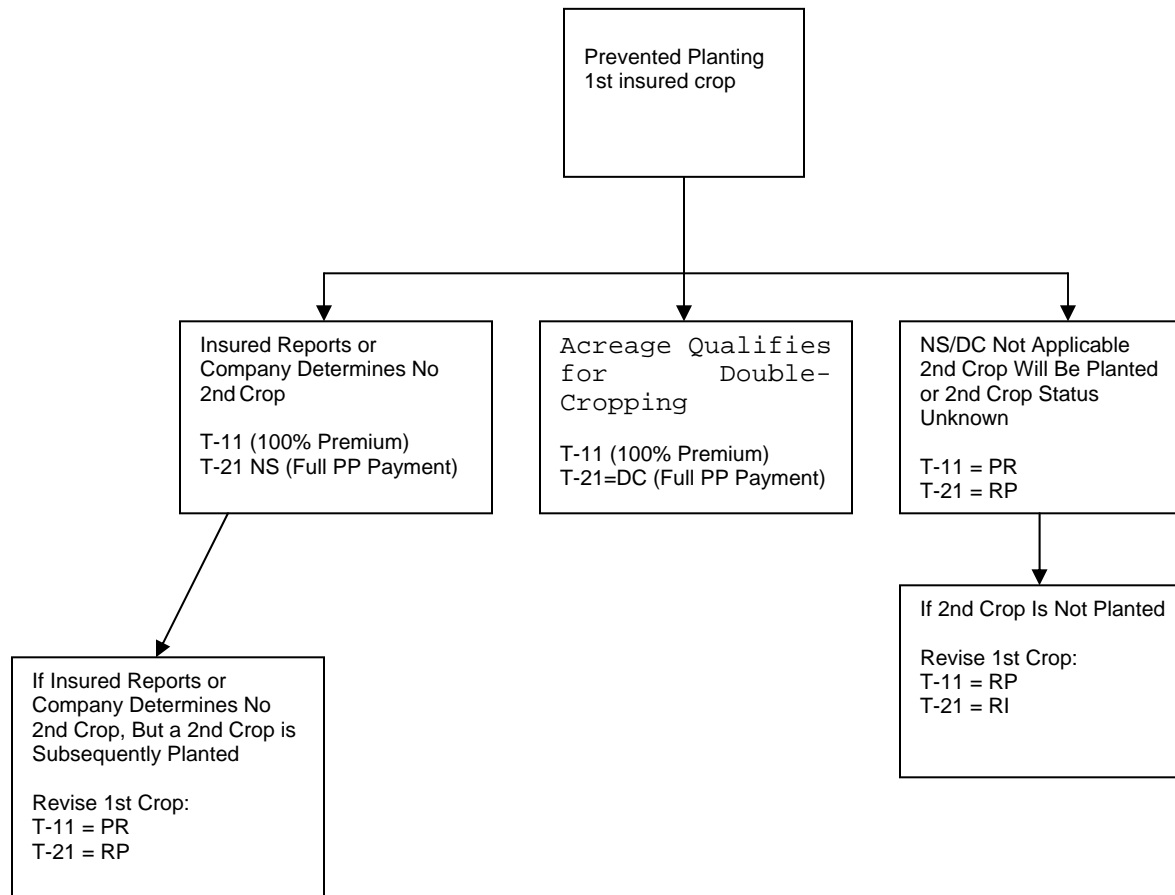 Prevented Planting
1st insured crop
Insured Reports or
Company Determines No
2nd Crop
T-11 (100% Premium)
T-21 NS (Full PP Payment)
Acreage Qualifies
for Double-
Cropping
T-11 (100% Premium)
T-21=DC (Full PP Payment)
NS/DC Not Applicable
2nd Crop Will Be Planted
or 2nd Crop Status
Unknown
T-11 = PR
T-21 = RP
If Insured Reports or
Company Determines No
2nd Crop, But a 2nd Crop is
Subsequently Planted
Revise 1st Crop:
T-11 = PR
T-21 = RP
If 2nd Crop Is Not Planted
Revise 1st Crop:
T-11 = RP
T-21 = RI